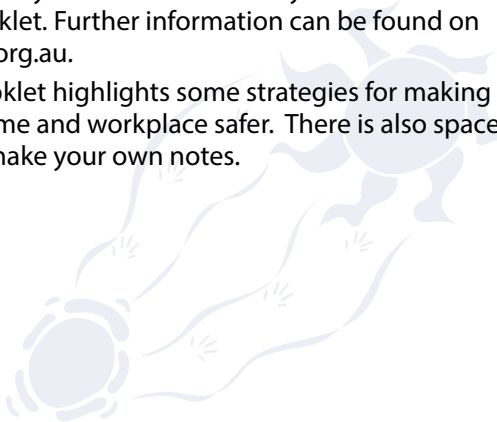 klet. Further information can be found on
org.au.
oklet highlights some strategies for making
me and workplace safer.  There is also space
make your own notes.